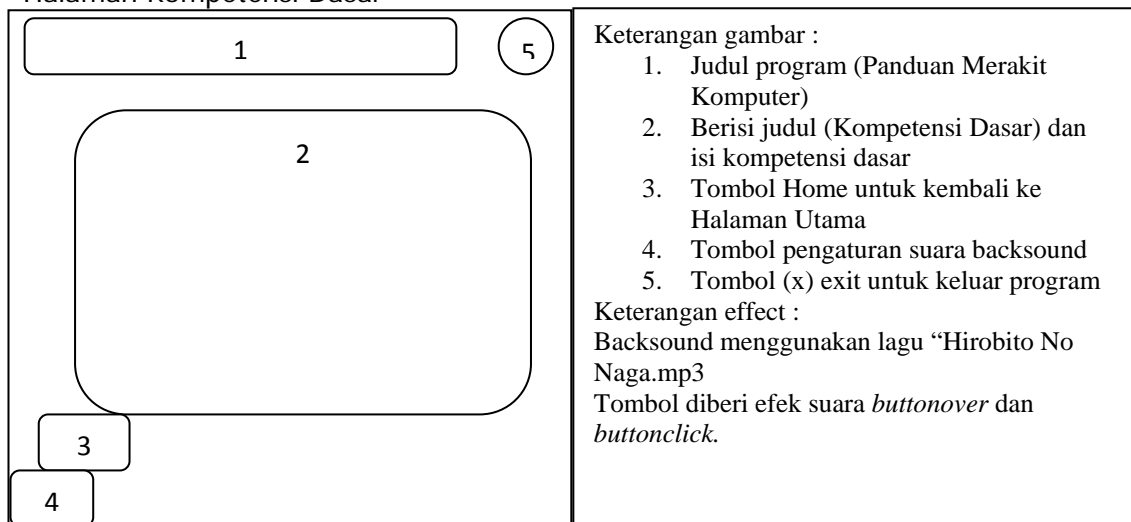 Halaman Kompetensi Dasar
1
5
2
3
4
Keterangan gambar :
1. Judul program (Panduan Merakit
Komputer)
2. Berisi judul (Kompetensi Dasar) dan
isi kompetensi dasar
3. Tombol Home untuk kembali ke
Halaman Utama
4. Tombol pengaturan suara backsound
5. Tombol (x) exit untuk keluar program
Keterangan effect :
Backsound menggunakan lagu “Hirobito No
Naga.mp3
Tombol diberi efek suara buttonover dan
buttonclick.